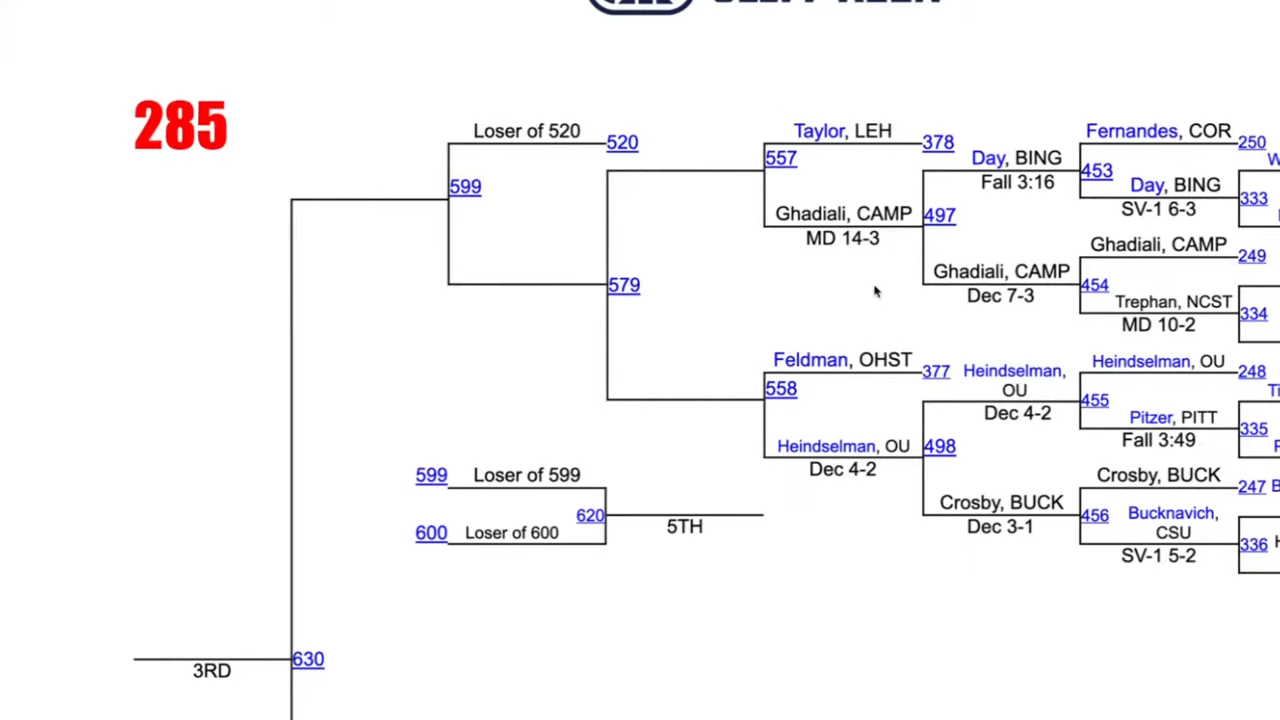 285
Loser of 520
520
599
Taylor, LEH
378
557
Ghadiali, CAMP
MD 14-3
Day, BING
Fall 3:16
497
Ghadiali, CAMP
Dec 7-3
Fernandes, COR
250
453
Day, BING
SV-1 6-3
333
Ghadiali, CAMP
249
454
Trephan, NCST
MD 10-2
334
579
Feldman, OHST
377
558
Heindselman, OU
Dec 4-2
Heindselman,
OU
Dec 4-2
498
Crosby, BUCK
Dec 3-1
Heindselman, OU
248
455
Pitzer, PITT
Fall 3:49
335
Crosby, BUCK
247
456
Bucknavich,
CSU
SV-1 5-2
336
599
Loser of 599
620
5TH
600
Loser of 600
630
3RD